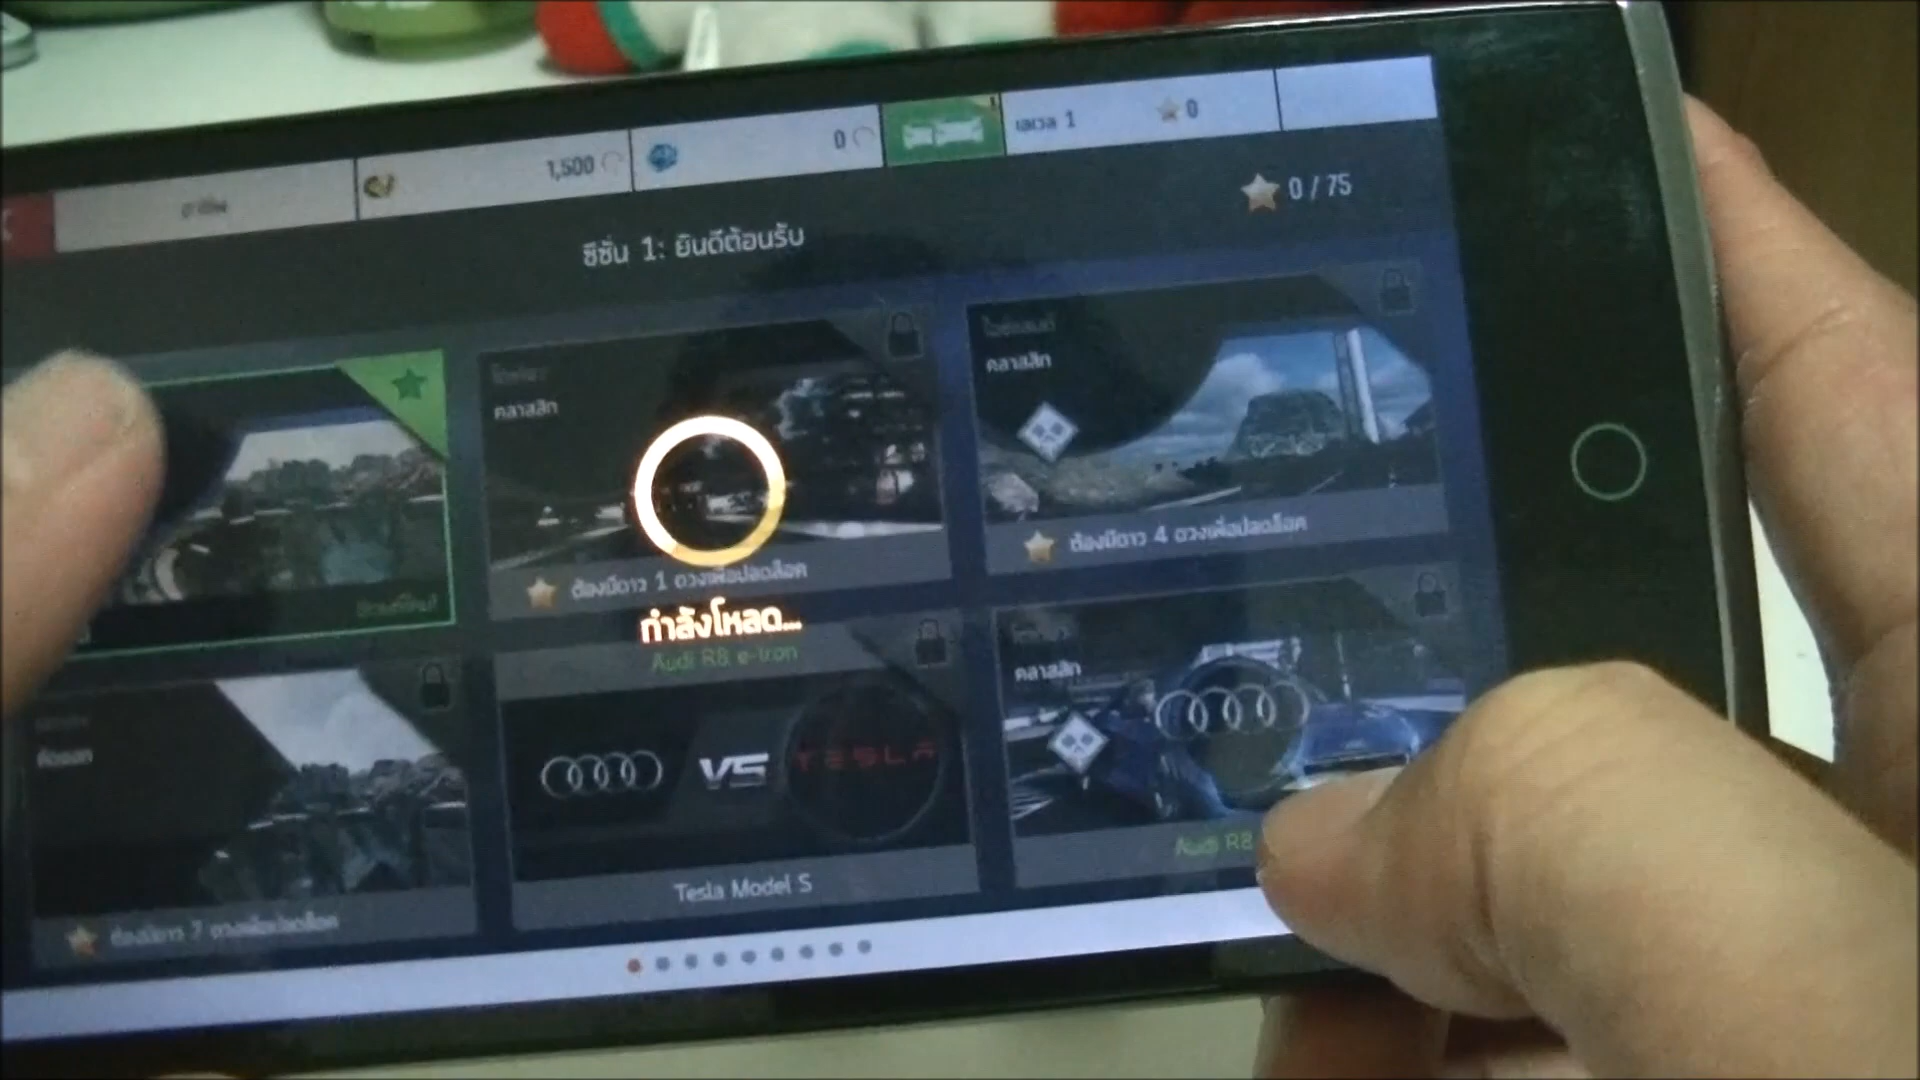 อาชีพ
1,500
0
เลเวล 1
0
0 / 75
ซีซั่น 1: ยินดีต้อนรับ
คลาสสิก
ต้องมีดาว 1 ดวงเพื่อปลดล็อค
คลาสสิก
ต้องมีดาว 4 ดวงเพื่อปลดล็อค
กำลังโหลด...
ต้องมีดาว 7 ดวงเพื่อปลดล็อค
Audi R8 e-tron
VS
TESLA
Tesla Model S
คลาสสิก
Audi R8